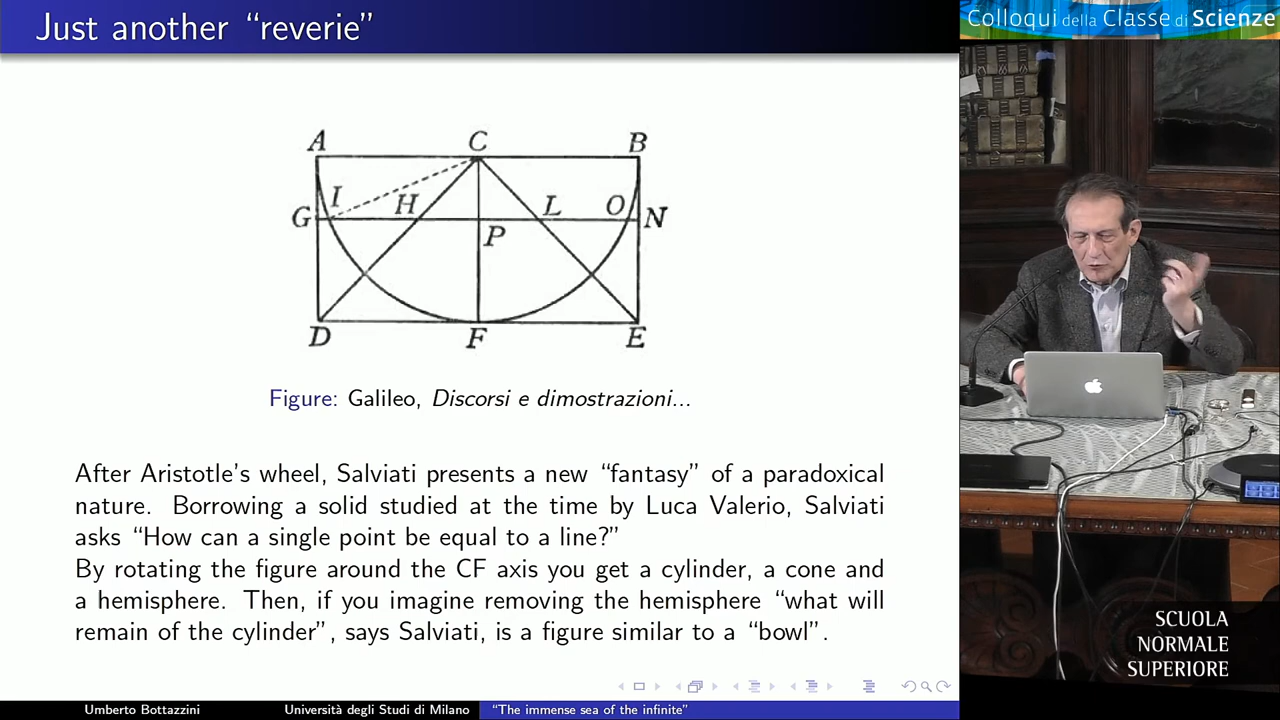 Just another “reverie”
Colloqui della Classe di Scienze
A C B
G I H L O N
P
D F E
Figure: Galileo, Discorsi e dimostrazioni...
After Aristotle’s wheel, Salviati presents a new “fantasy” of a paradoxical
nature. Borrowing a solid studied at the time by Luca Valerio, Salviati
asks “How can a single point be equal to a line?”
By rotating the figure around the CF axis you get a cylinder, a cone and
a hemisphere. Then, if you imagine removing the hemisphere “what will
remain of the cylinder”, says Salviati, is a figure similar to a “bowl”.
SCUOLA
NORMALE
SUPERIORE
Umberto Bottazzini Università degli Studi di Milano “The immense sea of the infinite”